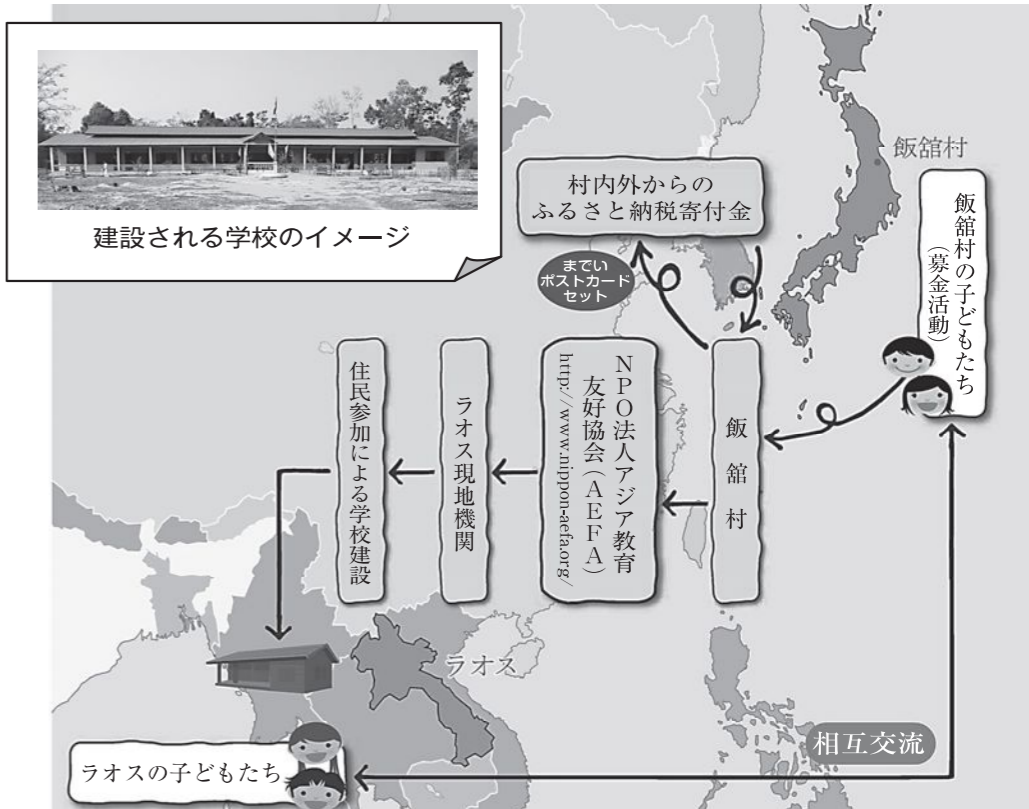 建設される学校のイメージ
飯舘村
村内外からの
ふるさと納税寄付金
までい
ポストカード
セット
飯舘村の子どもたち
（募金活動）
飯舘村
NPO法人アジア教育
友好協会（AEFA）
http://www.nippon-aefa.org/
ラオス現地機関
住民参加による学校建設
ラオス
相互交流
ラオスの子どもたち